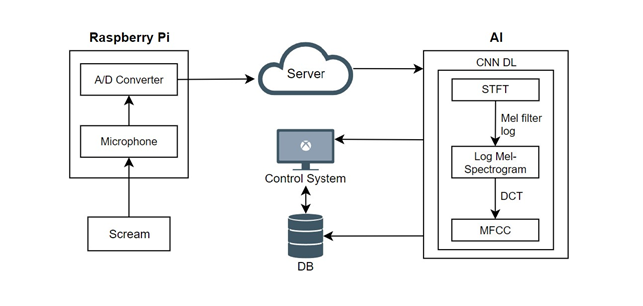 Raspberry Pi
A/D Converter
Microphone
Scream
Server
Control System
DB
AI
CNN DL
STFT
Mel filter
log
Log Mel-
Spectrogram
DCT
MFCC